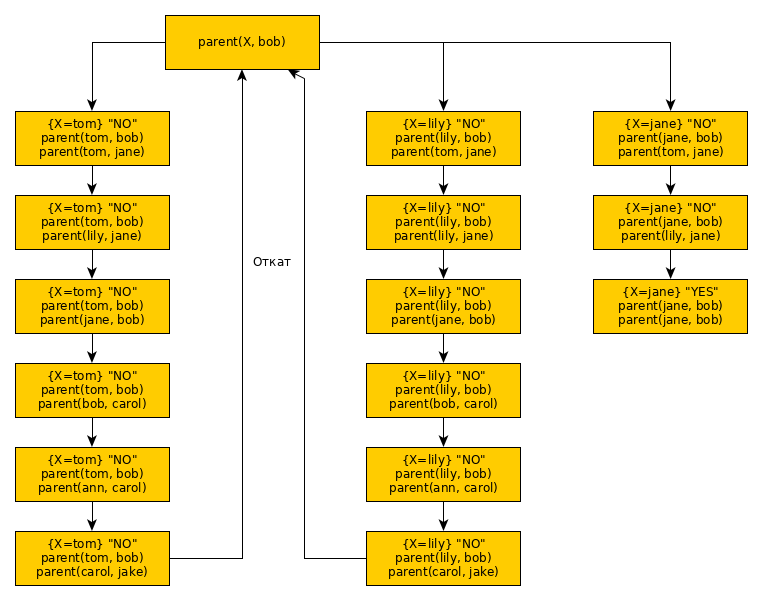 parent(X, bob)
{X=tom} "NO"
parent(tom, bob)
parent(tom, jane)
{X=tom} "NO"
parent(tom, bob)
parent(lily, jane)
{X=tom} "NO"
parent(tom, bob)
parent(jane, bob)
{X=tom} "NO"
parent(tom, bob)
parent(bob, carol)
{X=tom} "NO"
parent(tom, bob)
parent(ann, carol)
{X=tom} "NO"
parent(tom, bob)
parent(carol, jake)
Откат
{X=lily} "NO"
parent(lily, bob)
parent(tom, jane)
{X=lily} "NO"
parent(lily, bob)
parent(lily, jane)
{X=lily} "NO"
parent(lily, bob)
parent(jane, bob)
{X=lily} "NO"
parent(lily, bob)
parent(bob, carol)
{X=lily} "NO"
parent(lily, bob)
parent(ann, carol)
{X=lily} "NO"
parent(lily, bob)
parent(carol, jake)
{X=jane} "NO"
parent(jane, bob)
parent(tom, jane)
{X=jane} "NO"
parent(jane, bob)
parent(lily, jane)
{X=jane} "YES"
parent(jane, bob)
parent(jane, bob)